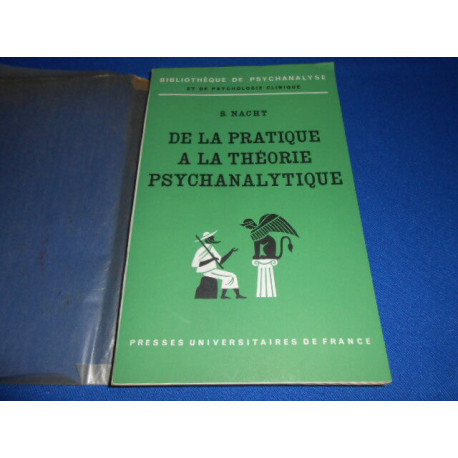 BIBLIOTHÈQUE DE PSYCHANALYSE
ET DE PSYCHOLOGIE CLINIQUE
S. NACHT
DE LA PRATIQUE
A LA THÉORIE
PSYCHANALYTIQUE
PRESSES UNIVERSITAIRES DE FRANCE